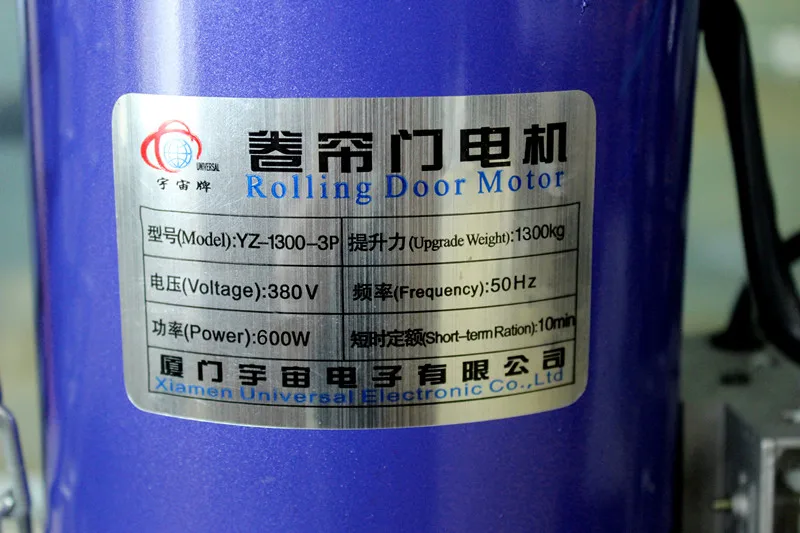 UNIVERSAL
宇宙牌
卷帘门电机
Rolling Door Motor
型号(Model):YZ-1300-3P 提升力(Upgrade Weight):1300kg
电压(Voltage):380V 频率(Frequency):50Hz
功率(Power):600W 短时定额(Short-term Ration):10min
厦门宇宙电子有限公司
Xiamen Universal Electronic Co.,Ltd